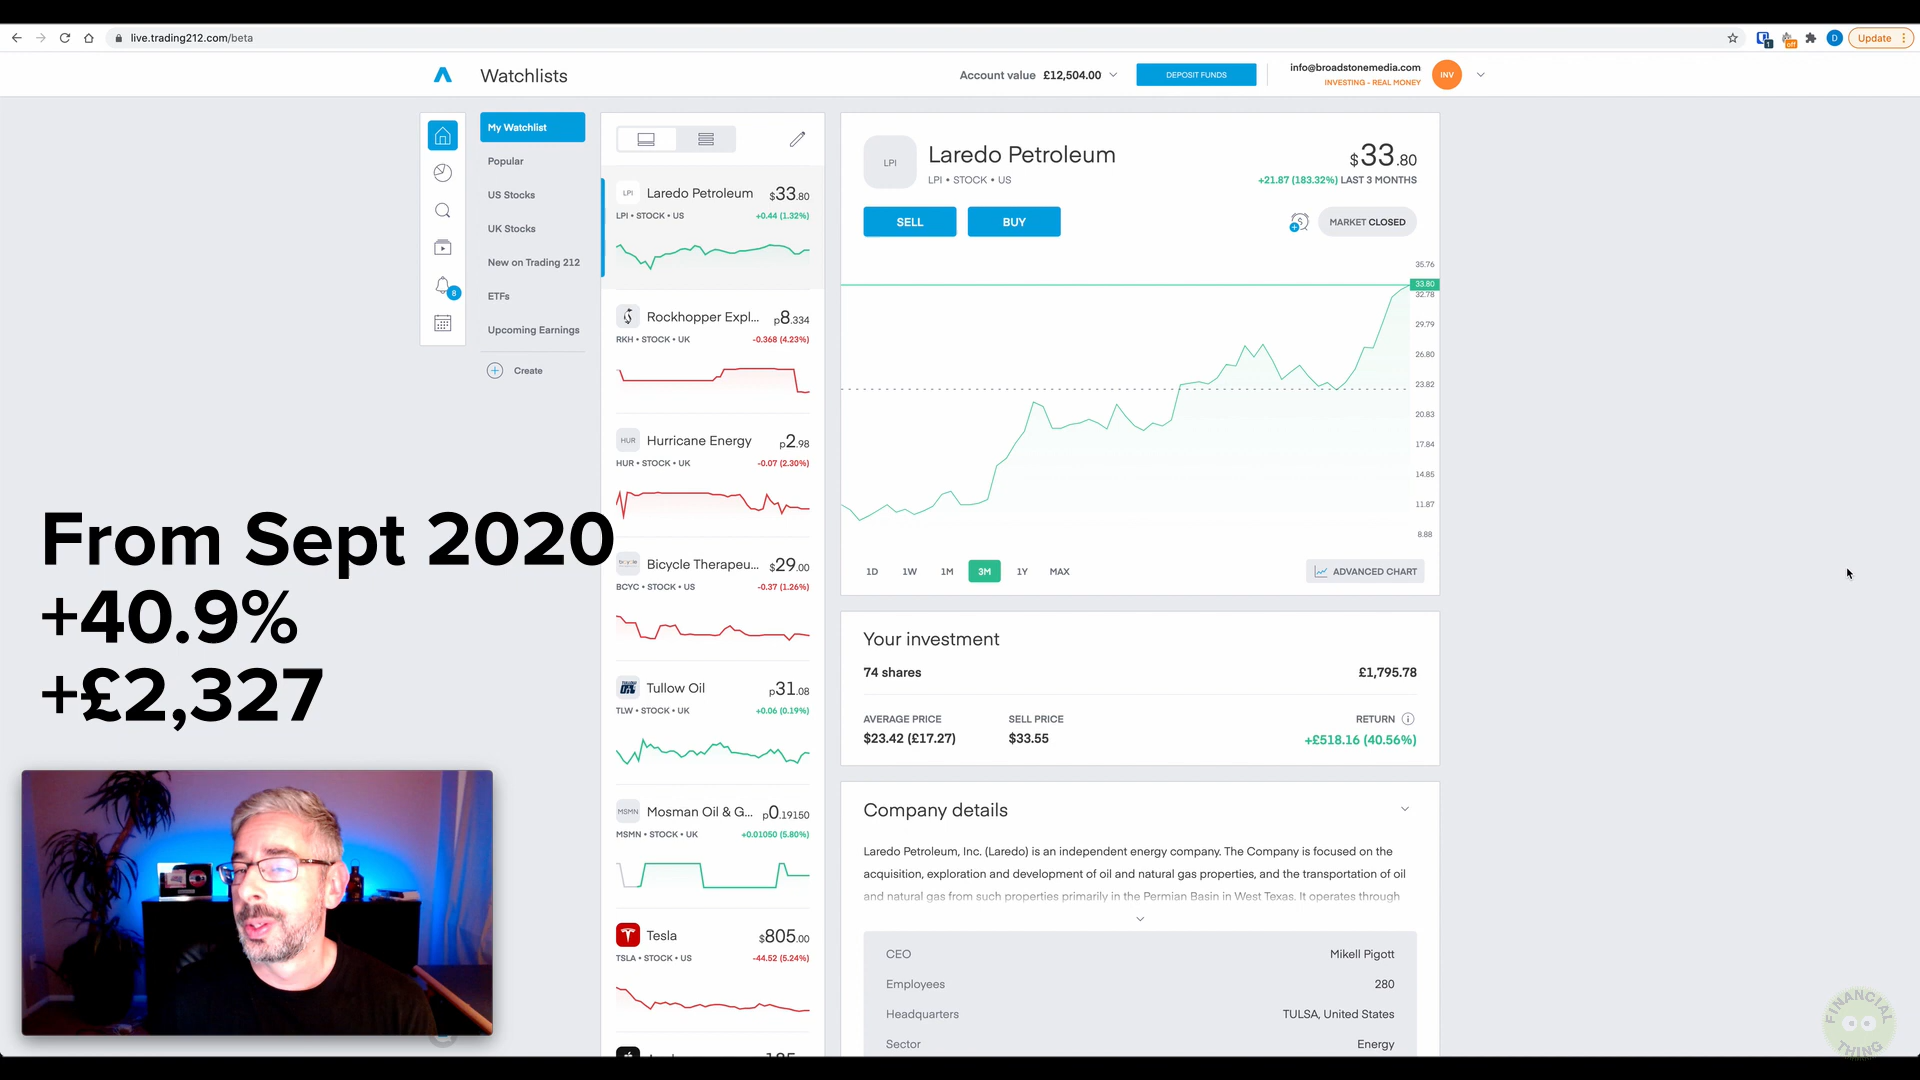 live.trading212.com/beta
Update
Watchlists
Account value £12,504.00
DEPOSIT FUNDS
info@broadstonemedia.com
INVESTING - REAL MONEY
INV
My Watchlist
Popular
US Stocks
UK Stocks
New on Trading 212
ETFs
Upcoming Earnings
Create
8
LPI
Laredo Petroleum $33.80
LPI • STOCK • US +0.44 (1.32%)
Rockhopper Expl... p8.334
RKH • STOCK • UK -0.368 (4.23%)
HUR
Hurricane Energy p2.98
HUR • STOCK • UK -0.07 (2.30%)
Bicycle Therapeu... $29.00
BCYC • STOCK • US -0.37 (1.26%)
Tullow Oil p31.08
TLW • STOCK • UK +0.06 (0.19%)
MSMN
Mosman Oil & G... p0.19150
MSMN • STOCK • UK +0.01050 (5.80%)
Tesla $805.00
TSLA • STOCK • US -44.52 (5.24%)
LPI
Laredo Petroleum
LPI • STOCK • US
$33.80
+21.87 (183.32%) LAST 3 MONTHS
SELL
BUY
MARKET CLOSED
35.76
33.80
32.78
29.79
26.80
23.82
20.83
17.84
14.85
11.87
8.88
1D 1W 1M 3M 1Y MAX
ADVANCED CHART
Your investment
74 shares £1,795.78
AVERAGE PRICE SELL PRICE RETURN
$23.42 (£17.27) $33.55 +£518.16 (40.56%)
Company details
Laredo Petroleum, Inc. (Laredo) is an independent energy company. The Company is focused on the
acquisition, exploration and development of oil and natural gas properties, and the transportation of oil
and natural gas from such properties primarily in the Permian Basin in West Texas. It operates through
CEO Mikell Pigott
Employees 280
Headquarters TULSA, United States
Sector Energy
From Sept 2020
+40.9%
+£2,327
FINANCIAL
THING